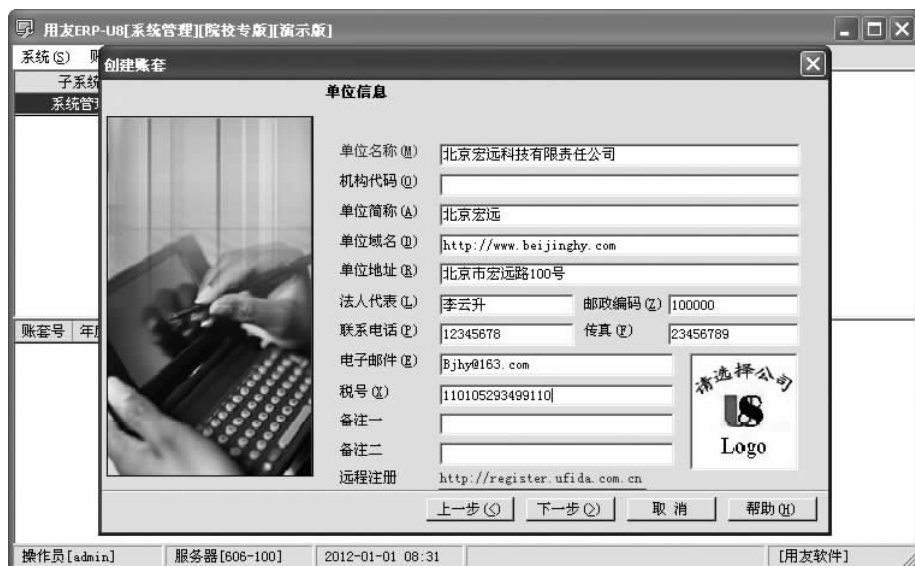 用友ERP-U8[系统管理][院校专版][演示版]
系统(S) 账
创建账套
子系统
系统管理
单位信息
单位名称(M) 北京宏远科技有限责任公司
机构代码(O)
单位简称(A) 北京宏远
单位域名(D) http://www.beijinghy.com
单位地址(R) 北京市宏远路100号
法人代表(L) 李云升 邮政编码(Z) 100000
账套号 年度
联系电话(P) 12345678 传真(F) 23456789
电子邮件(E) Bjhy@163.com
税号(X) 110105293499110
备注一
备注二
请选择公司
US
Logo
远程注册 http://register.ufida.com.cn
上一步(<) 下一步(>) 取 消 帮助(H)
操作员[admin] 服务器[606-100] 2012-01-01 08:31 [用友软件]